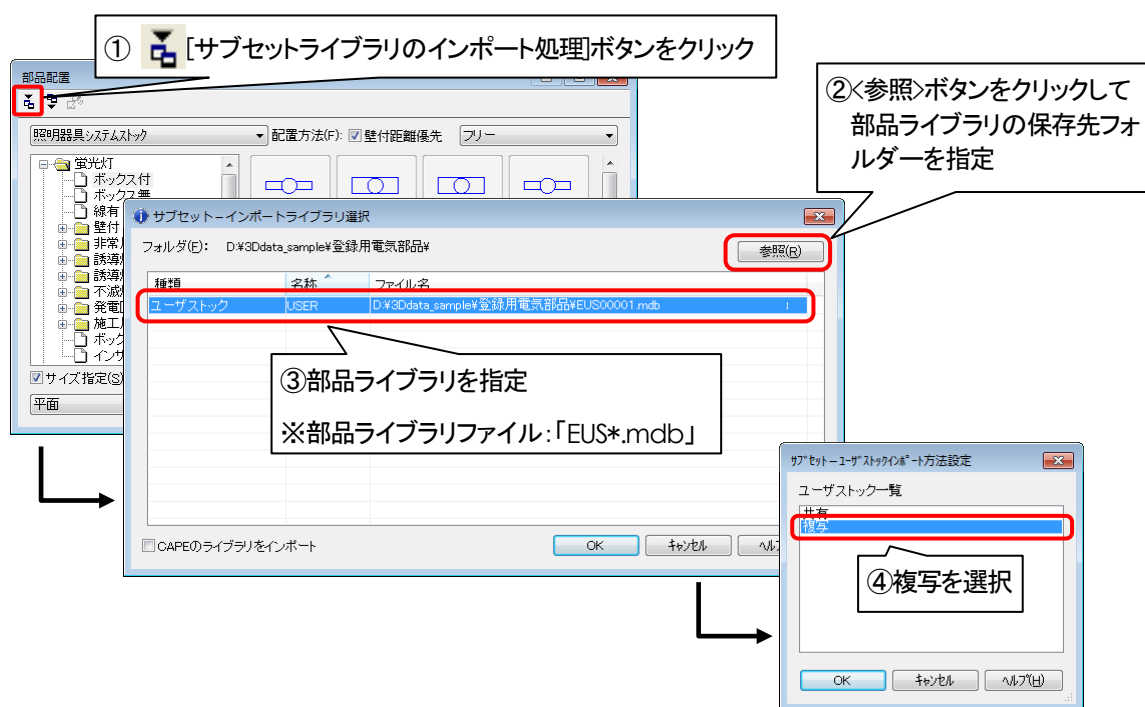 ① [サブセットライブラリのインポート処理]ボタンをクリック
部品配置
②<参照>ボタンをクリックして
部品ライブラリの保存先フォ
ルダーを指定
照明器具システムストック
配置方法(F):
壁付距離優先
フリー
蛍光灯
ボックス付
ボックス無
線有
壁付
非常
誘導
誘導
不滅
発電
施工
ボック
インサ
サイズ指定(S)
平面
サブセット－インポートライブラリ選択
フォルダ(F): D:¥3Ddata_sample¥登録用電気部品¥
参照(R)
種類 名称 ファイル名
ユーザストック USER D:¥3Ddata_sample¥登録用電気部品¥EUS00001.mdb
③部品ライブラリを指定
※部品ライブラリファイル:「EUS*.mdb」
CAPEのライブラリをインポート
OK キャンセル
ｻﾌﾞｾｯﾄ－ﾕｰｻﾞｽﾄｯｸｲﾝﾎﾟｰﾄ方法設定
ユーザストック一覧
共有
複写
④複写を選択
OK キャンセル ヘルプ(H)